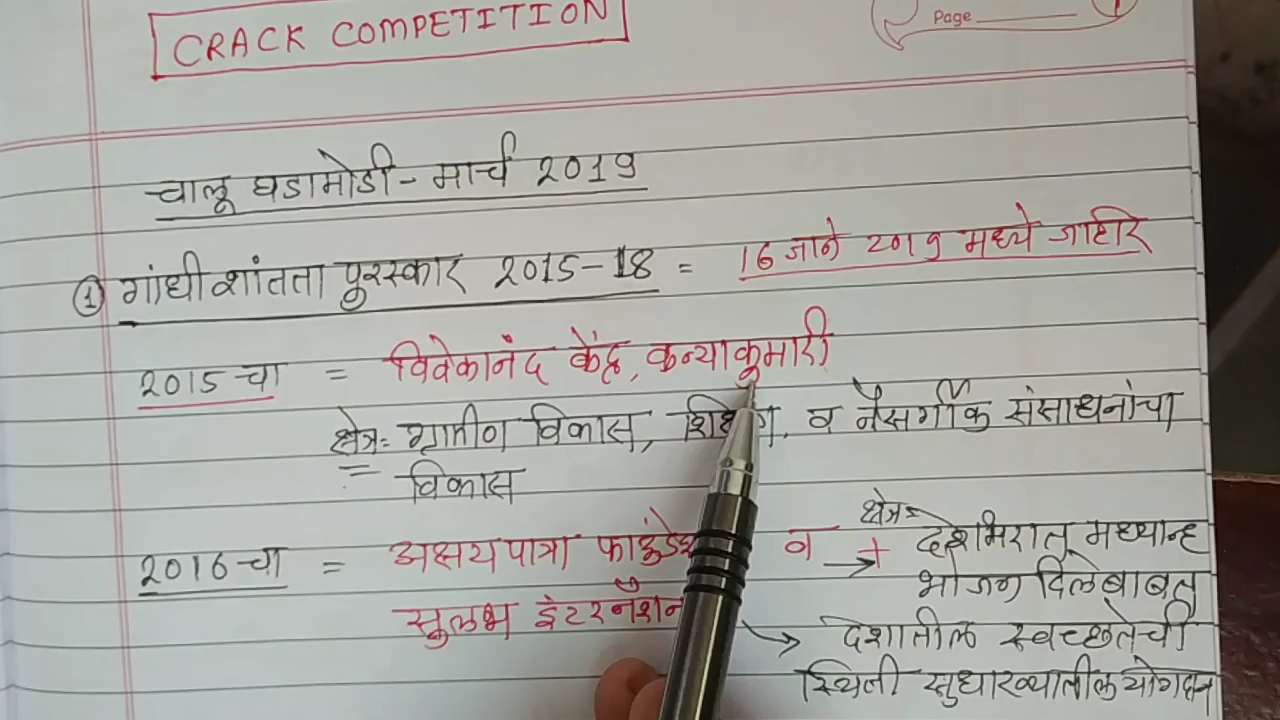 CRACK COMPETITION
Page
चालू घडामोडी - मार्च 2019
① गांधी शांतता पुरस्कार 2015-18 = 16 जाने 2019 मध्ये जाहीर
2015 चा = विवेकानंद केंद्र, कन्याकुमारी
क्षेत्र:- ग्रामीण विकास, शिक्षण, व नैसर्गीक संसाधनांचा
विकास
2016 चा = अक्षयपात्रा फाउंडेश व → क्षेत्र= देशभरात मध्यान्ह
भोजन दिलेबाबत
सुलभ इंटरनॅशन → देशातील स्वच्छतेची
स्थिती सुधारण्यातील योगदान